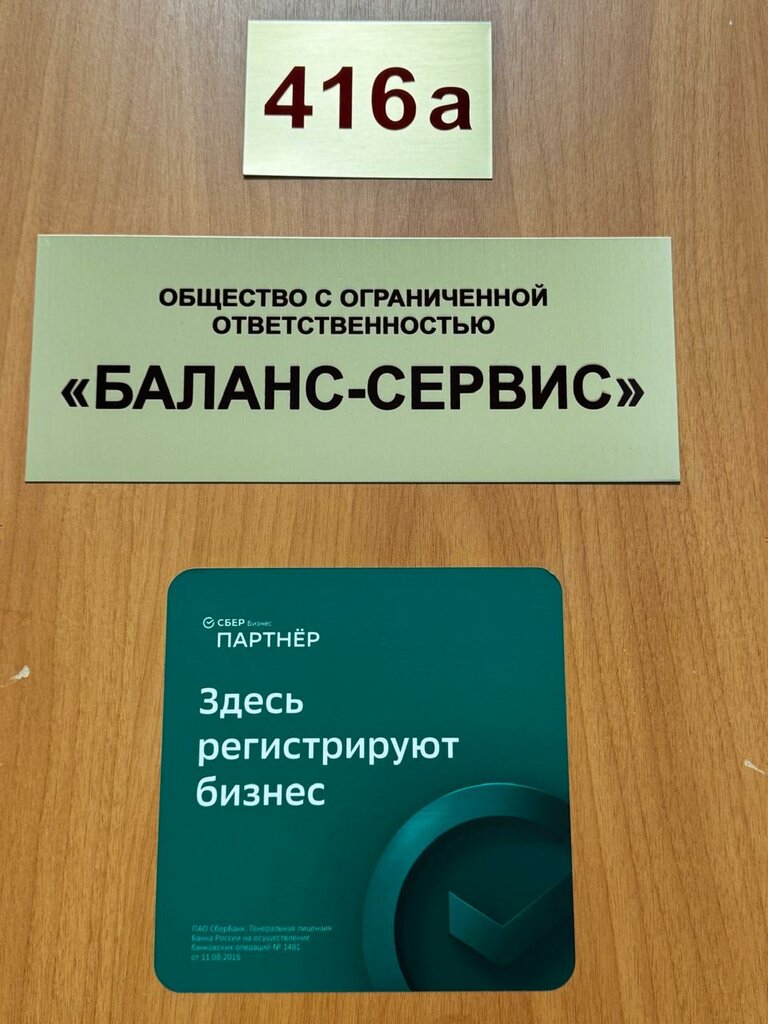 416а
ОБЩЕСТВО С ОГРАНИЧЕННОЙ
ОТВЕТСТВЕННОСТЬЮ
«БАЛАНС-СЕРВИС»
СБЕР Бизнес
ПАРТНЁР
Здесь
регистрируют
бизнес
ПАО Сбербанк. Генеральная лицензия
Банка России на осуществление
банковских операций № 1481
от 11.08.2015